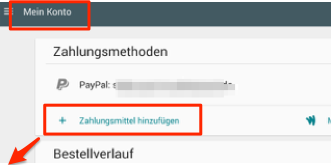 Mein Konto
Zahlungsmethoden
PayPal: s
+ Zahlungsmittel hinzufügen
Bestellverlauf